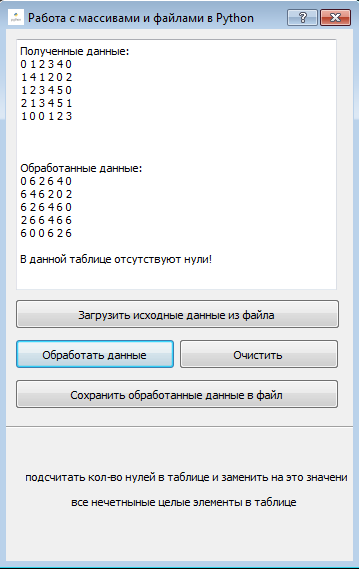 Работа с массивами и файлами в Python
Полученные данные:
0 1 2 3 4 0
1 4 1 2 0 2
1 2 3 4 5 0
2 1 3 4 5 1
1 0 0 1 2 3
Обработанные данные:
0 6 2 6 4 0
6 4 6 2 0 2
6 2 6 4 6 0
2 6 6 4 6 6
6 0 0 6 2 6
В данной таблице отсутствуют нули!
Загрузить исходные данные из файла
Обработать данные
Очистить
Сохранить обработанные данные в файл
подсчитать кол-во нулей в таблице и заменить на это значени
все нечетныные целые элементы в таблице